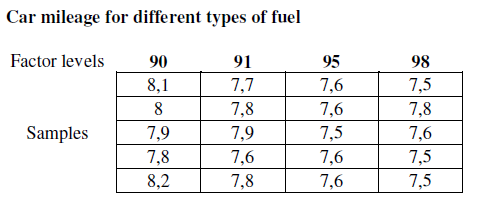 Car mileage for different types of fuel
Factor levels 90 91 95 98
8,1 7,7 7,6 7,5
8 7,8 7,6 7,8
Samples 7,9 7,9 7,5 7,6
7,8 7,6 7,6 7,5
8,2 7,8 7,6 7,5